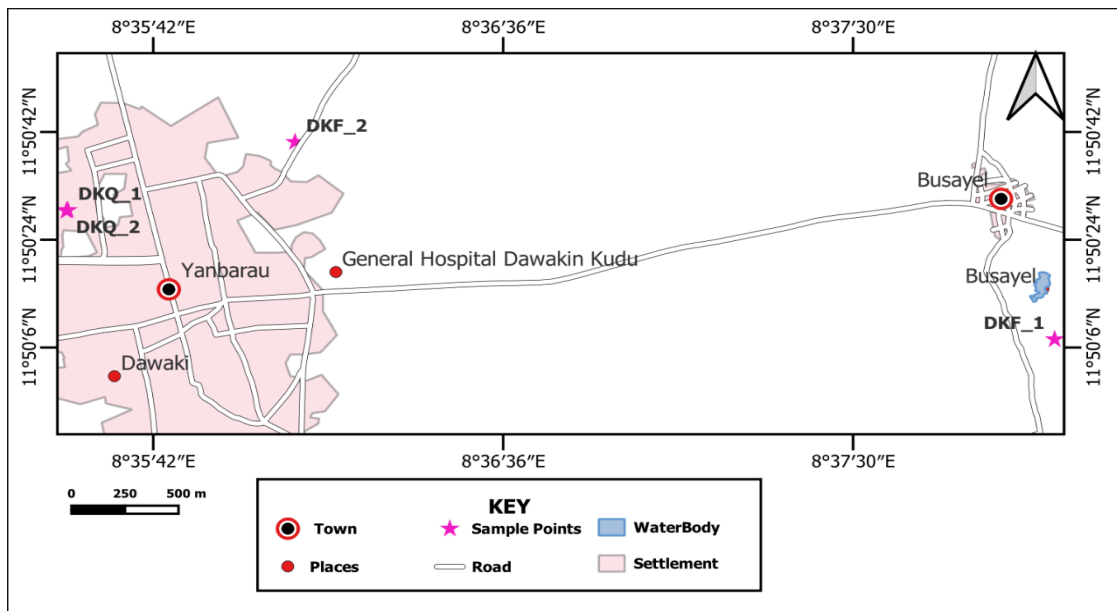 8°35′42″E 8°36′36″E 8°37′30″E
11°50′42″N 11°50′42″N
DKF_2
Busayel
DKQ_1
DKQ_2
11°50′24″N 11°50′24″N
General Hospital Dawakin Kudu
Yanbarau
Busayel
DKF_1
11°50′6″N 11°50′6″N
Dawaki
8°35′42″E 8°36′36″E 8°37′30″E
0 250 500 m
KEY
Town Sample Points WaterBody
Places Road Settlement